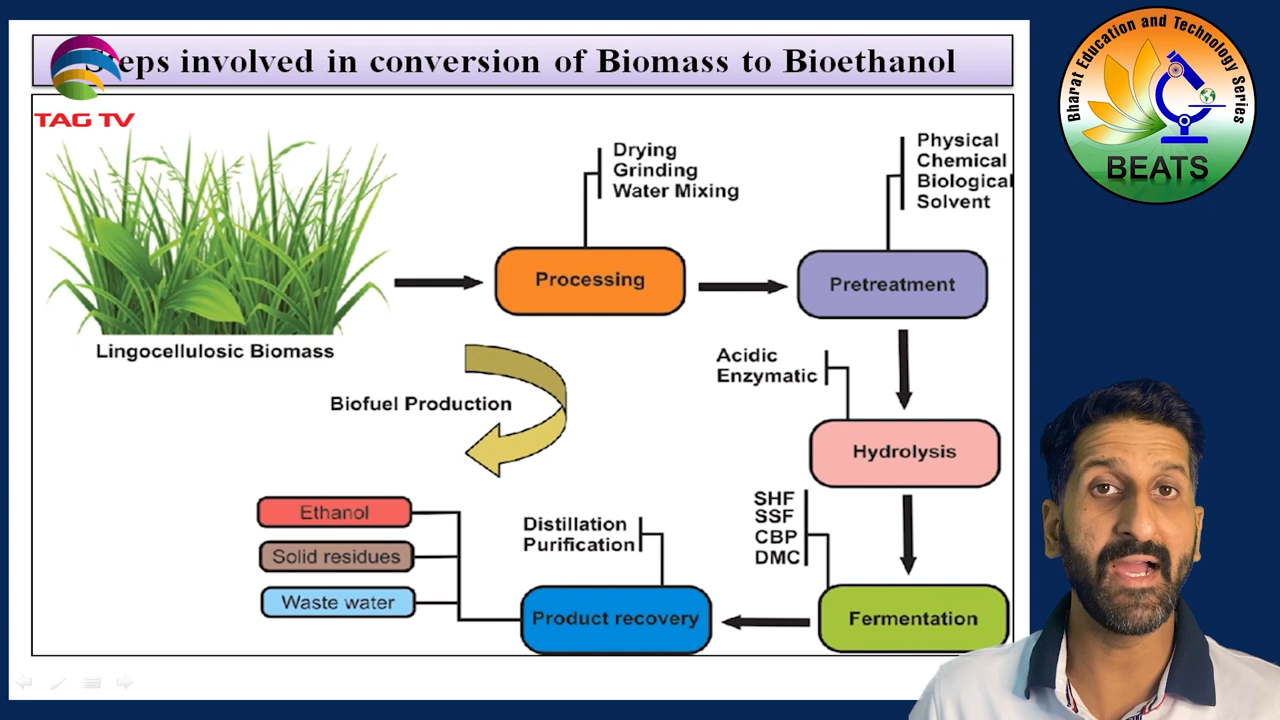 Steps involved in conversion of Biomass to Bioethanol
TAG TV
Bharat Education and Technology Series
BEATS
Drying
Grinding
Water Mixing
Physical
Chemical
Biological
Solvent
Processing
Pretreatment
Lingocellulosic Biomass
Acidic
Enzymatic
Biofuel Production
Hydrolysis
SHF
SSF
CBP
DMC
Ethanol
Solid residues
Waste water
Distillation
Purification
Product recovery
Fermentation